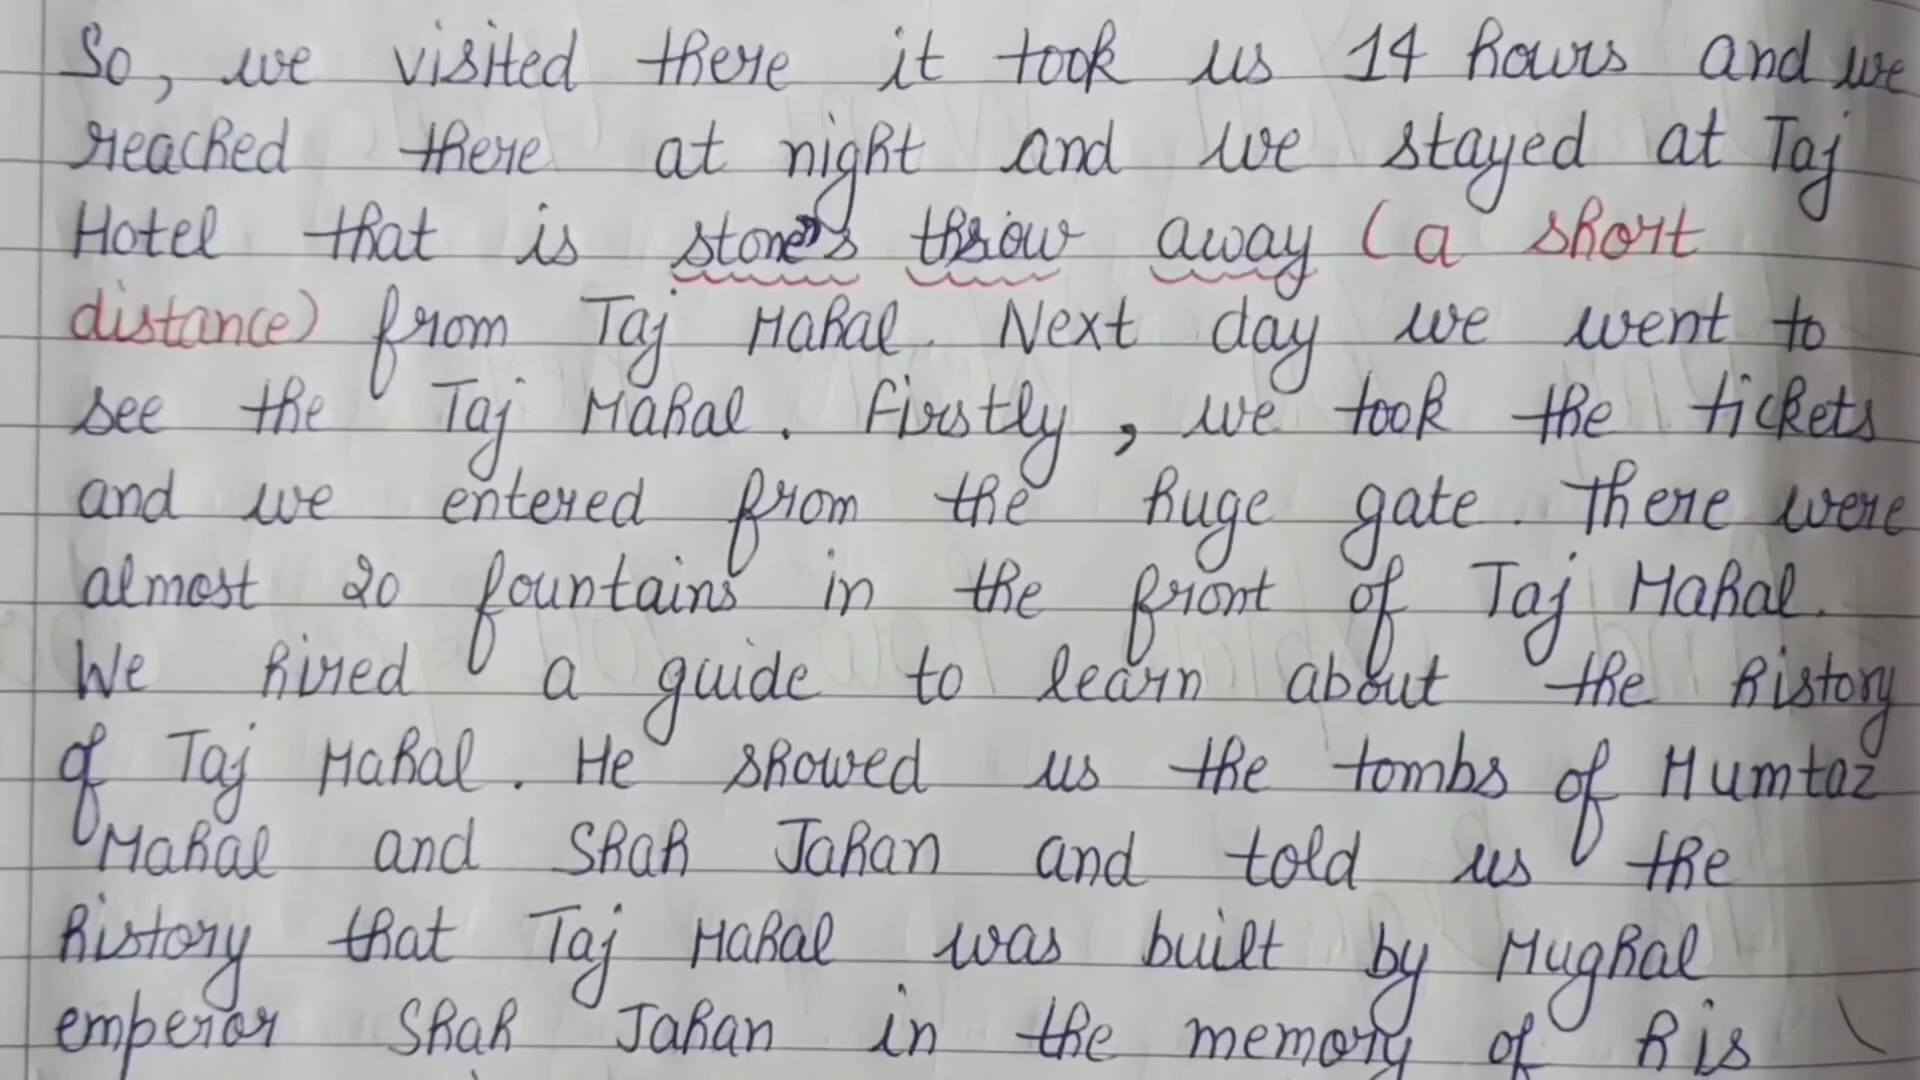 So, we visited there it took us 14 hours and we
reached there at night and we stayed at Taj
Hotel that is stone's throw away (a short
distance) from Taj Mahal. Next day we went to
see the Taj Mahal. Firstly, we took the tickets
and we entered from the huge gate. There were
almost 20 fountains in the front of Taj Mahal.
We hired a guide to learn about the history
of Taj Mahal. He showed us the tombs of Mumtaz
Mahal and Shah Jahan and told us the
history that Taj Mahal was built by Mughal
emperor Shah Jahan in the memory of his